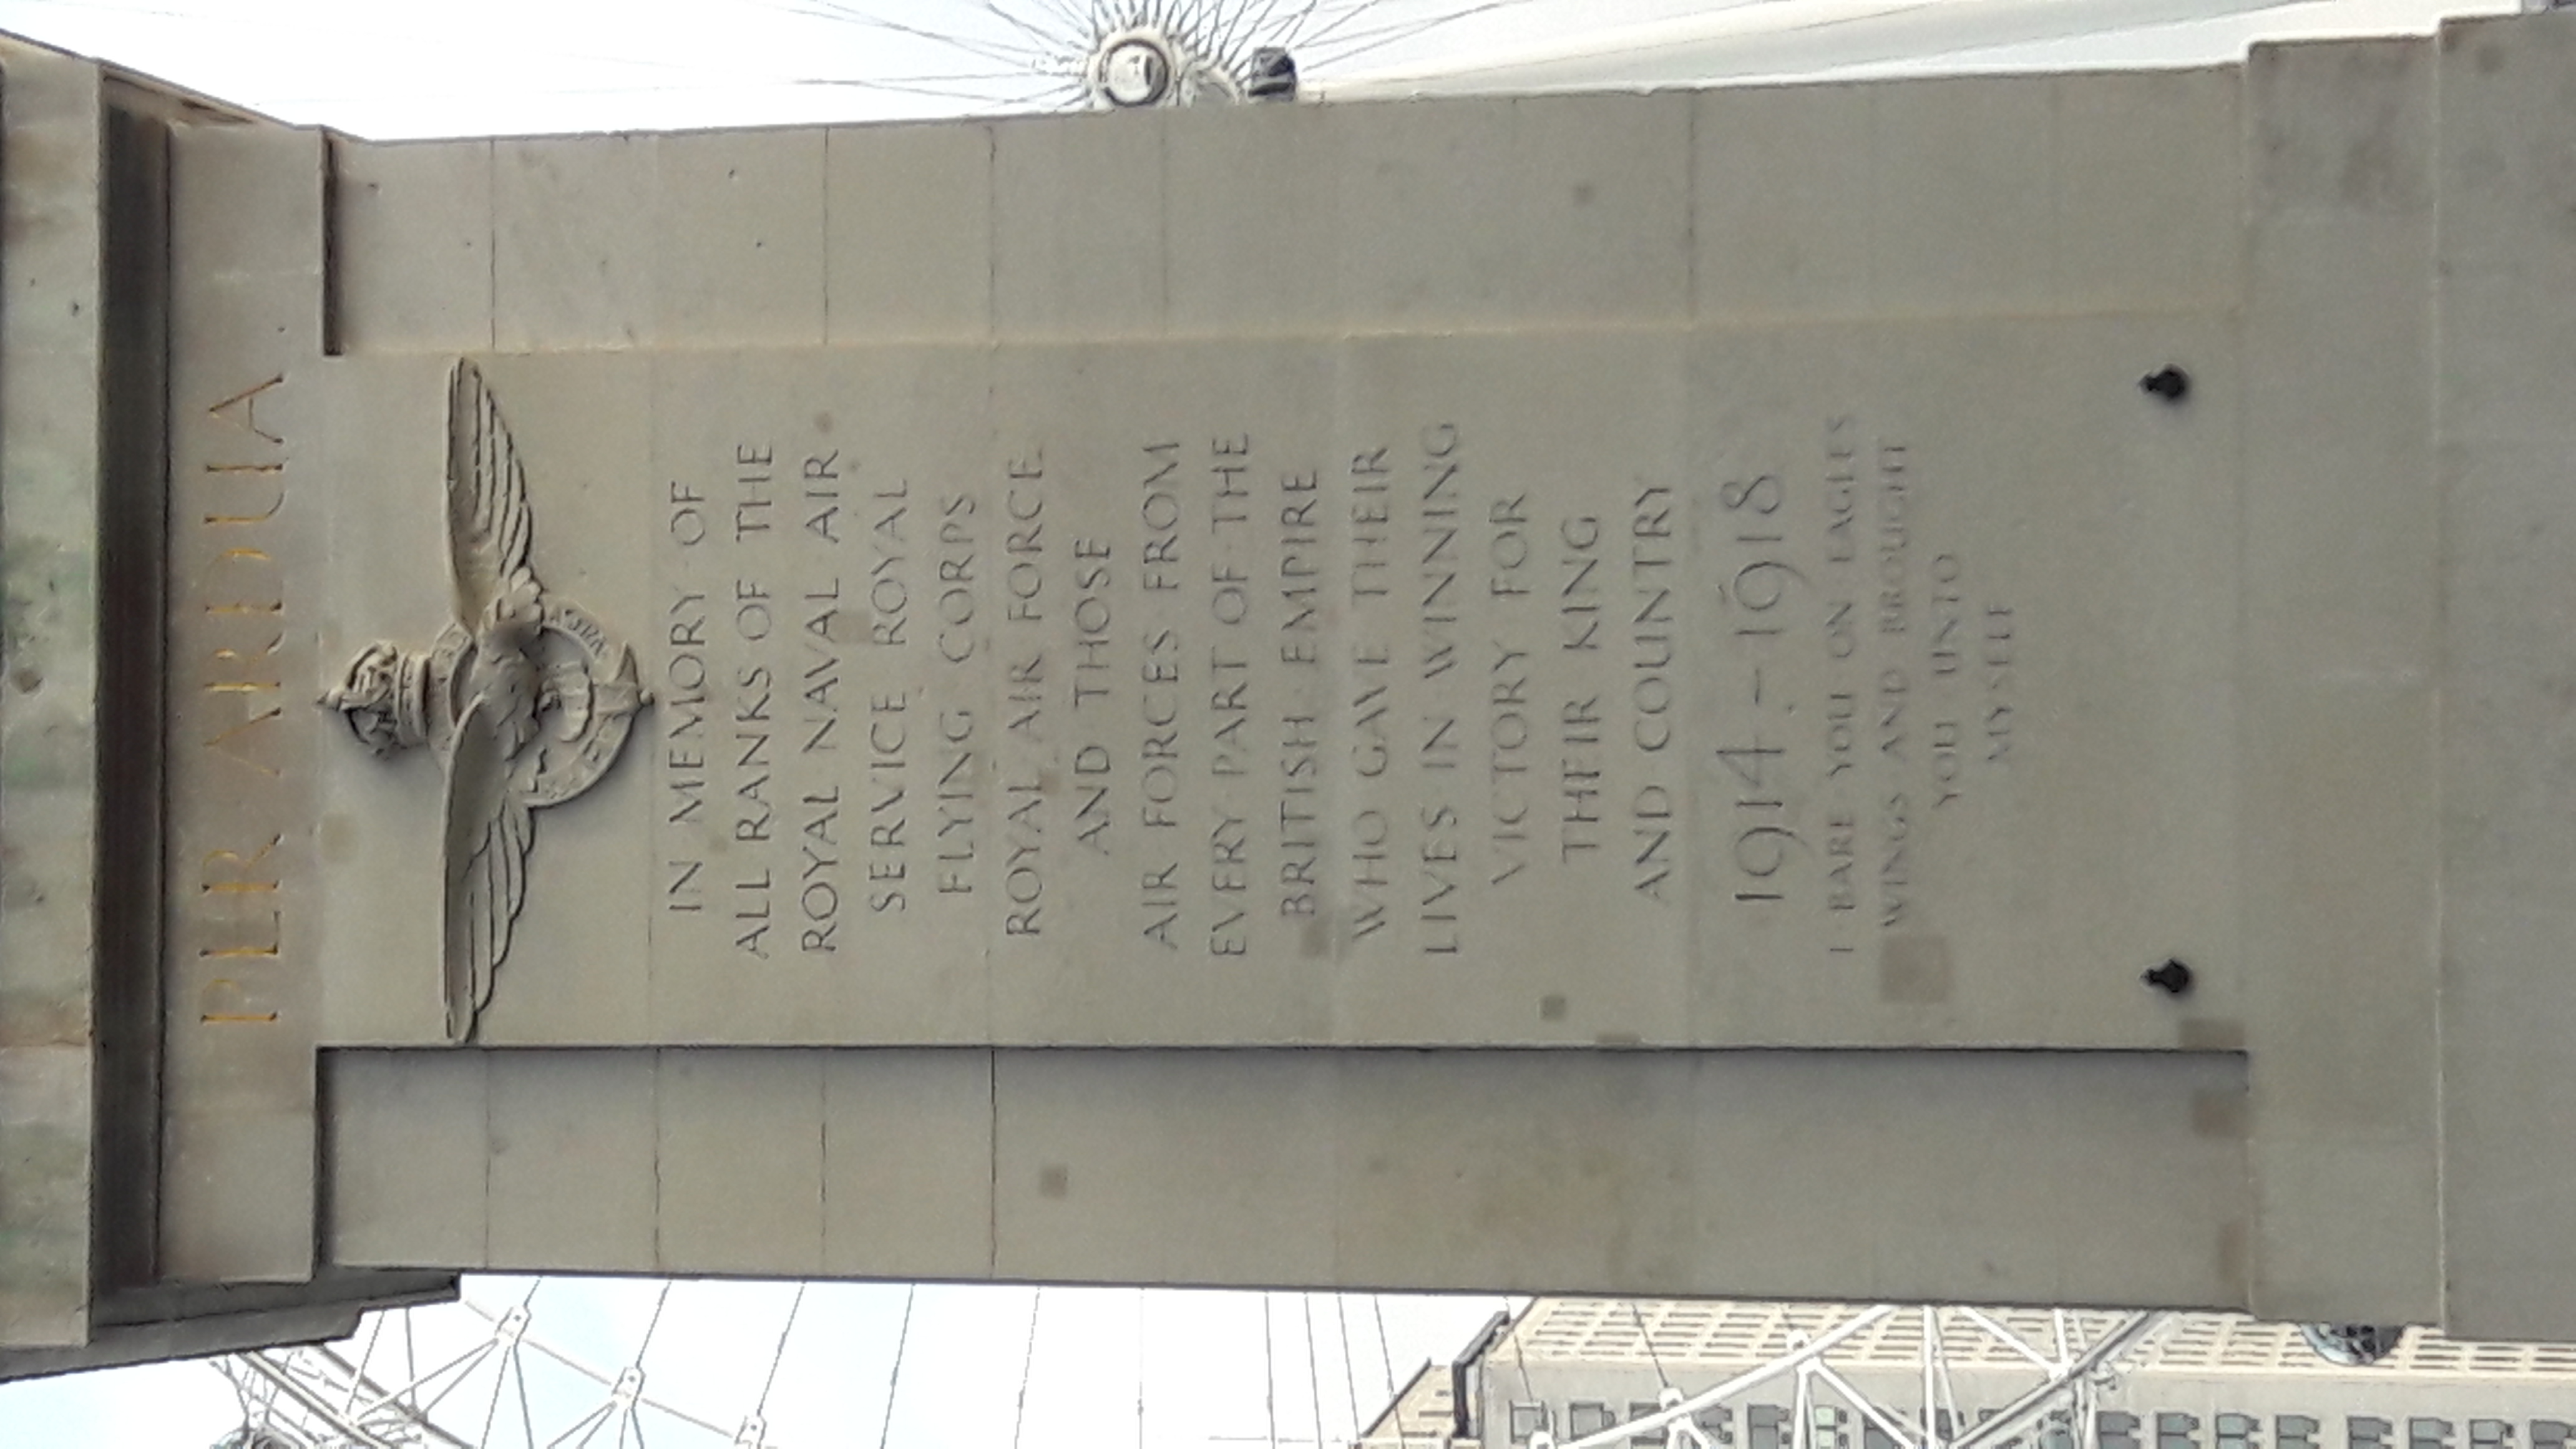 PER ARDUA
IN MEMORY OF
ALL RANKS OF THE
ROYAL NAVAL AIR
SERVICE ROYAL
FLYING CORPS
ROYAL AIR FORCE
AND THOSE
AIR FORCES FROM
EVERY PART OF THE
BRITISH EMPIRE
WHO GAVE THEIR
LIVES IN WINNING
VICTORY FOR
THEIR KING
AND COUNTRY
1914-1918
I BARE YOU ON EAGLES
WINGS AND BROUGHT
YOU UNTO
MYSELF